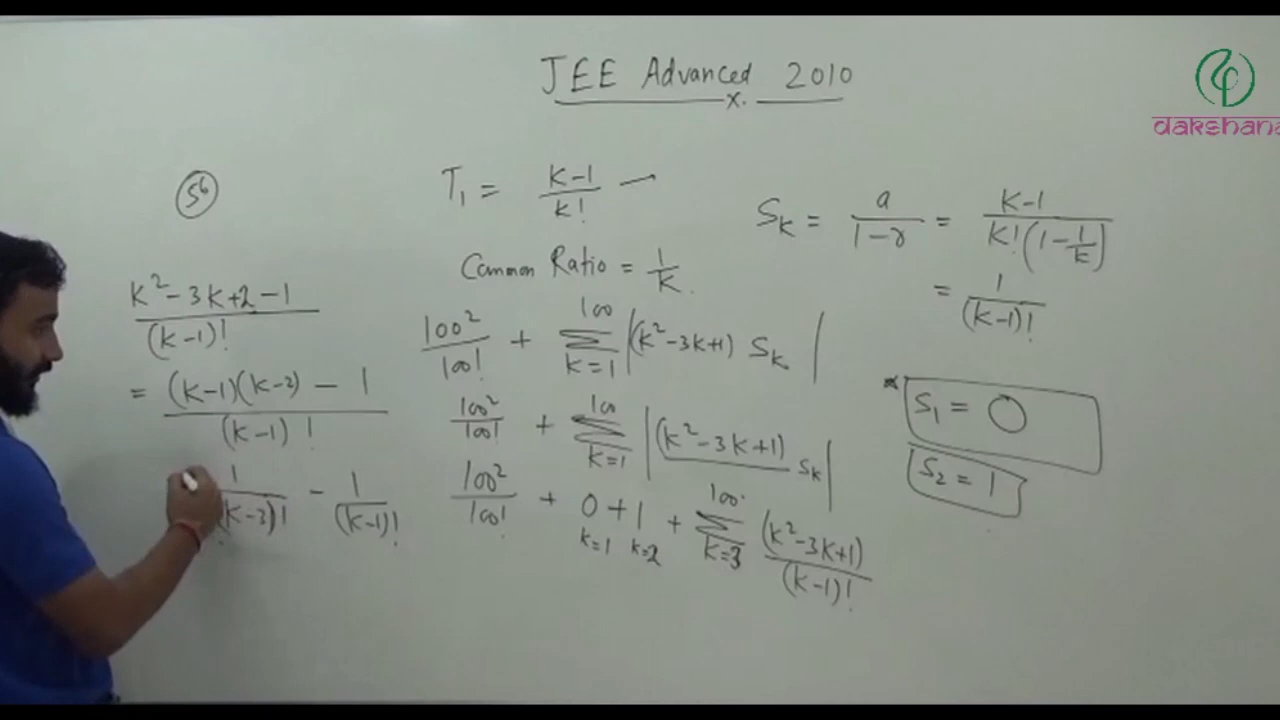 JEE Advanced 2010
x.
dakshana
56
T₁ = (K-1)/K!
Common Ratio = 1/K.
S_K = a/(1-r) = (K-1)/(K!(1-1/K))
= 1/(K-1)!
(K²-3K+2-1)/(K-1)!
= ((K-1)(K-2) - 1)/(K-1)!
1/(K-3)! - 1/(K-1)!
100²/100! + Σ_{K=1}^{100} |(K²-3K+1) S_K|
100²/100! + Σ_{K=1}^{100} |(K²-3K+1) S_K|
100²/100! + 0 + 1 + Σ_{K=3}^{100} (K²-3K+1)/(K-1)!
K=1 K=2
* S₁ = 0
S₂ = 1